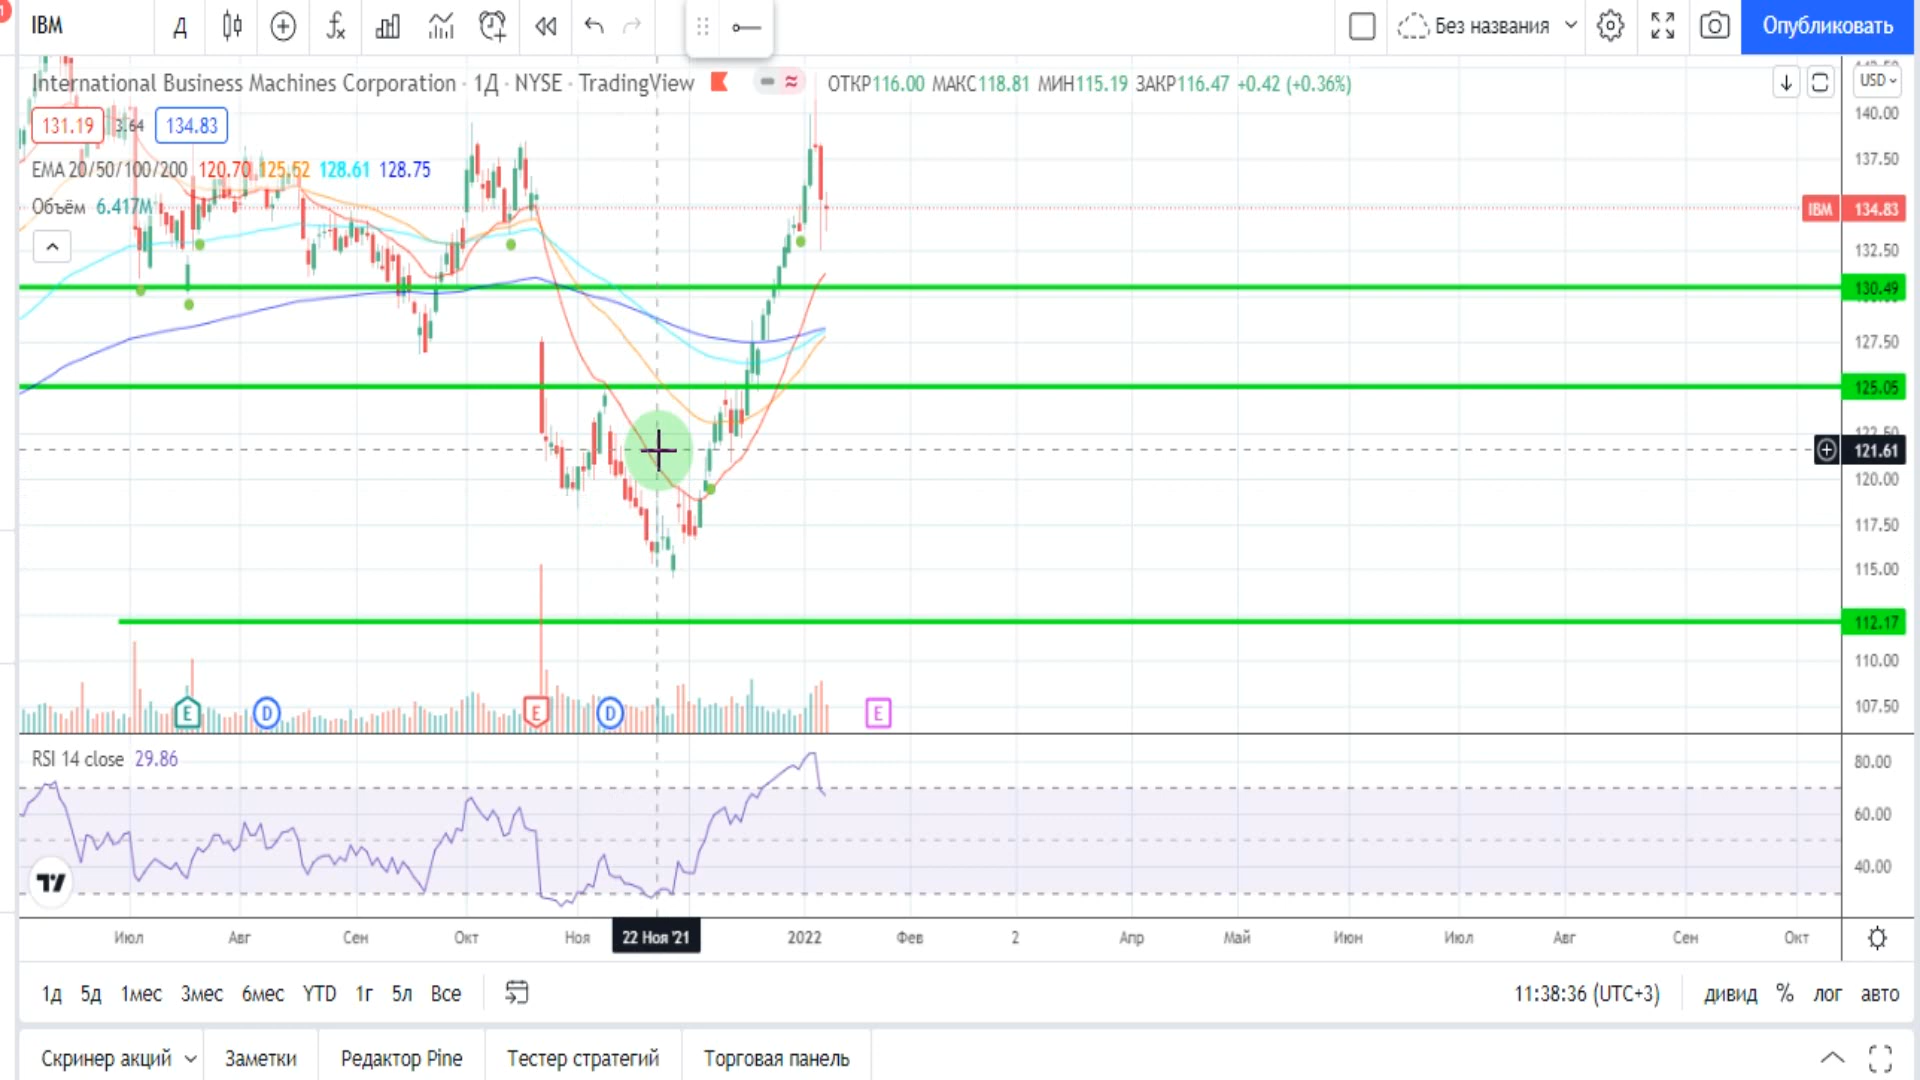 IBM Д Без названия Опубликовать
International Business Machines Corporation · 1Д · NYSE · TradingView ОТКР116.00 МАКС118.81 МИН115.19 ЗАКР116.47 +0.42 (+0.36%) USD
131.19 3.64 134.83
140.00
137.50
EMA 20/50/100/200 120.70 125.62 128.61 128.75
Объём 6.417M
IBM 134.83
132.50
130.49
127.50
125.05
121.61
120.00
117.50
115.00
112.17
110.00
107.50
E D E D E
RSI 14 close 29.86
80.00
60.00
40.00
Июл Авг Сен Окт Ноя 22 Ноя '21 2022 Фев 2 Апр Май Июн Июл Авг Сен Окт
1д 5д 1мес 3мес 6мес YTD 1г 5л Все 11:38:36 (UTC+3) дивид % лог авто
Скринер акций Заметки Редактор Pine Тестер стратегий Торговая панель